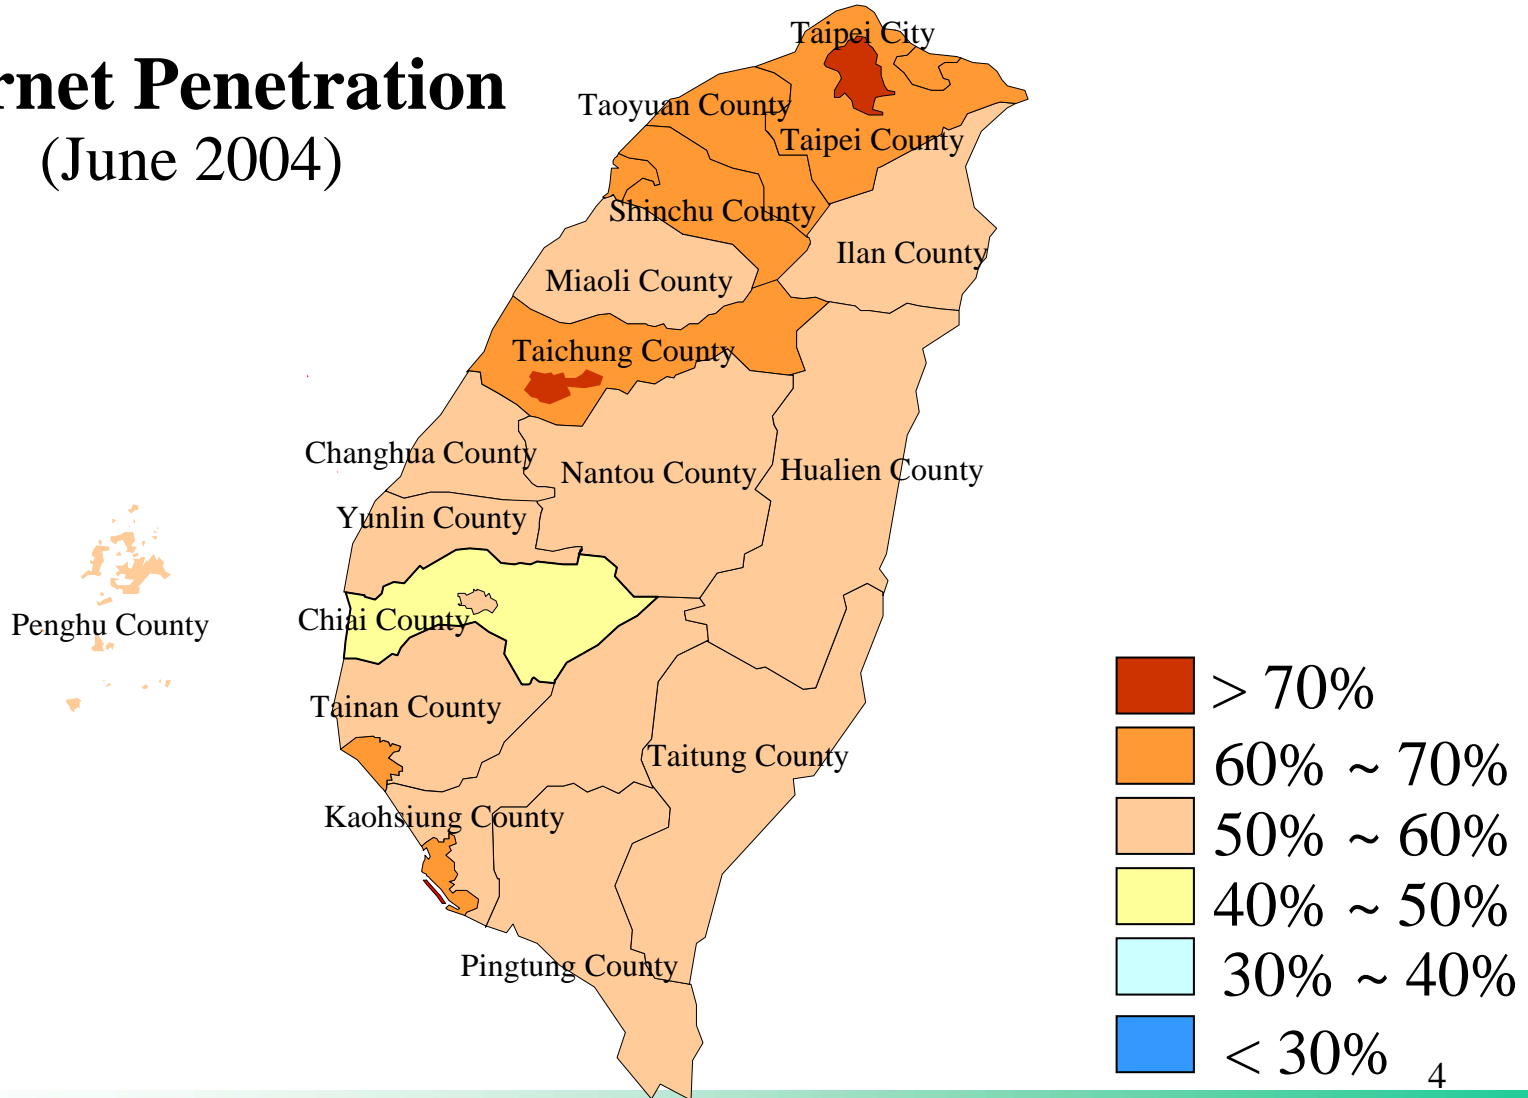 rnet Penetration
(June 2004)
Taipei City
Taoyuan County
Taipei County
Shinchu County
Ilan County
Miaoli County
Taichung County
Changhua County
Nantou County
Hualien County
Yunlin County
Chiai County
Penghu County
Tainan County
Taitung County
Kaohsiung County
Pingtung County
> 70%
60% ~ 70%
50% ~ 60%
40% ~ 50%
30% ~ 40%
< 30%
4